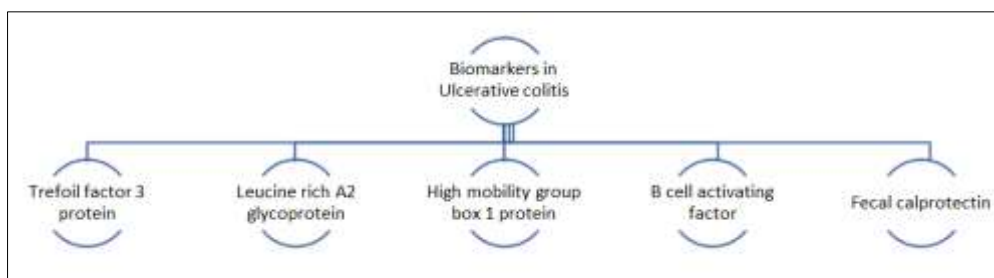 Biomarkers in
Ulcerative colitis
Trefoil factor 3
protein
Leucine rich A2
glycoprotein
High mobility group
box 1 protein
B cell activating
factor
Fecal calprotectin